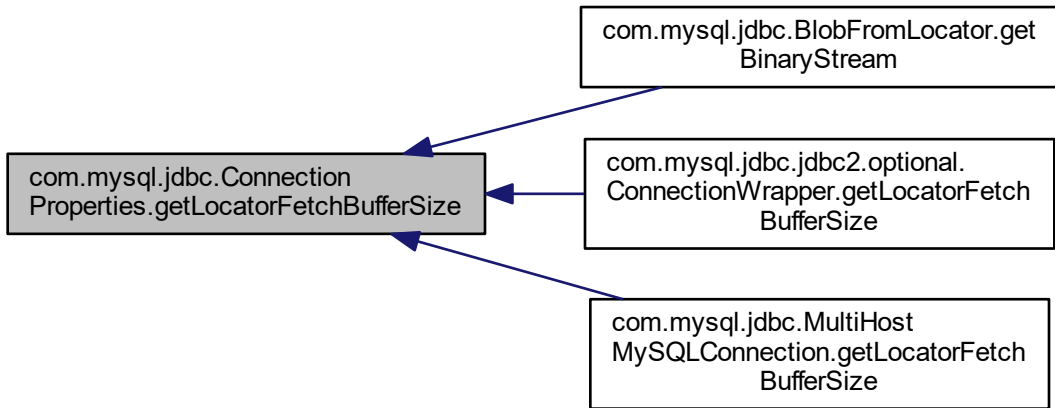 com.mysql.jdbc.BlobFromLocator.get
BinaryStream
com.mysql.jdbc.Connection
Properties.getLocatorFetchBufferSize
com.mysql.jdbc.jdbc2.optional.
ConnectionWrapper.getLocatorFetch
BufferSize
com.mysql.jdbc.MultiHost
MySQLConnection.getLocatorFetch
BufferSize